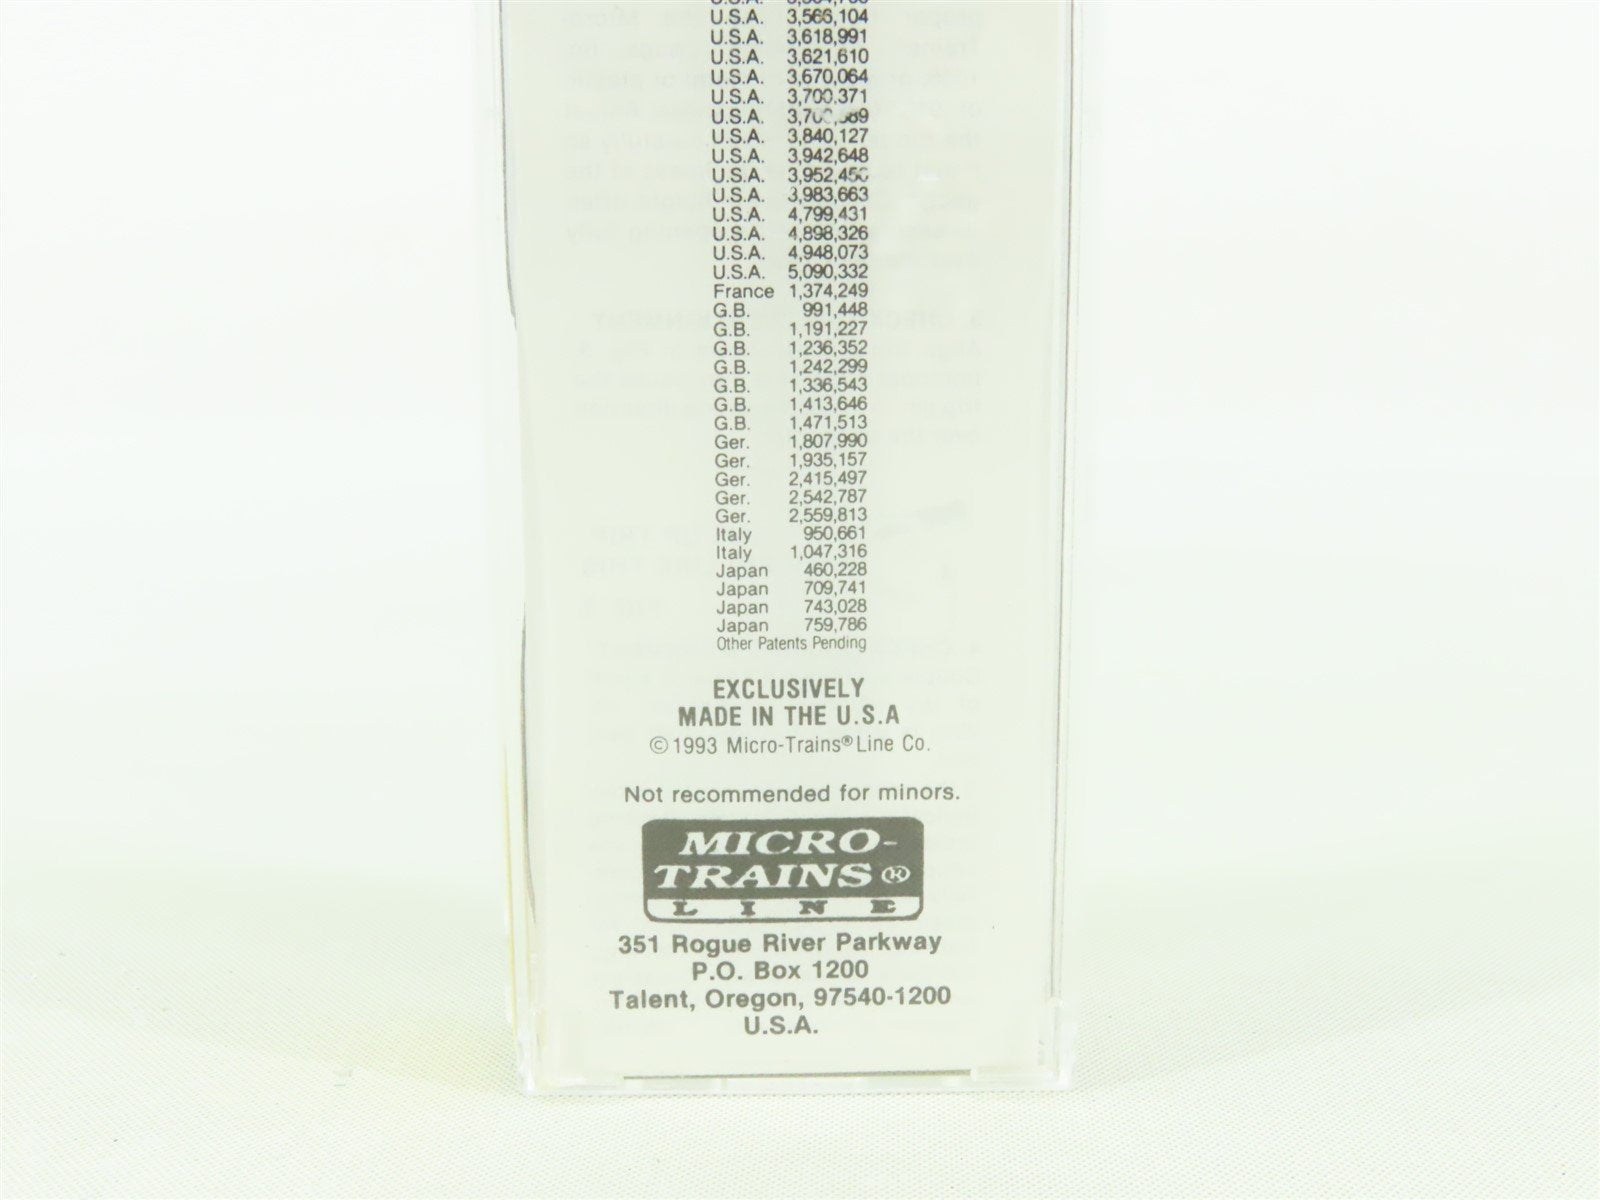 U.S.A. 3,566,104
U.S.A. 3,618,991
U.S.A. 3,621,610
U.S.A. 3,670,064
U.S.A. 3,700,371
U.S.A.
U.S.A. 3,840,127
U.S.A. 3,942,648
U.S.A.
U.S.A. 3,983,663
U.S.A. 4,799,431
U.S.A. 4,898,326
U.S.A. 4,948,073
U.S.A. 5,090,332
France 1,374,249
G.B. 991,448
G.B. 1,191,227
G.B. 1,236,352
G.B. 1,242,299
G.B. 1,336,543
G.B. 1,413,646
G.B. 1,471,513
Ger. 1,807,990
Ger. 1,935,157
Ger. 2,415,497
Ger. 2,542,787
Ger. 2,559,813
Italy 950,661
Italy 1,047,316
Japan 460,228
Japan 709,741
Japan 743,028
Japan 759,786
Other Patents Pending
EXCLUSIVELY
MADE IN THE U.S.A
©1993 Micro-Trains® Line Co.
Not recommended for minors.
MICRO-
TRAINS®
LINE
351 Rogue River Parkway
P.O. Box 1200
Talent, Oregon, 97540-1200
U.S.A.